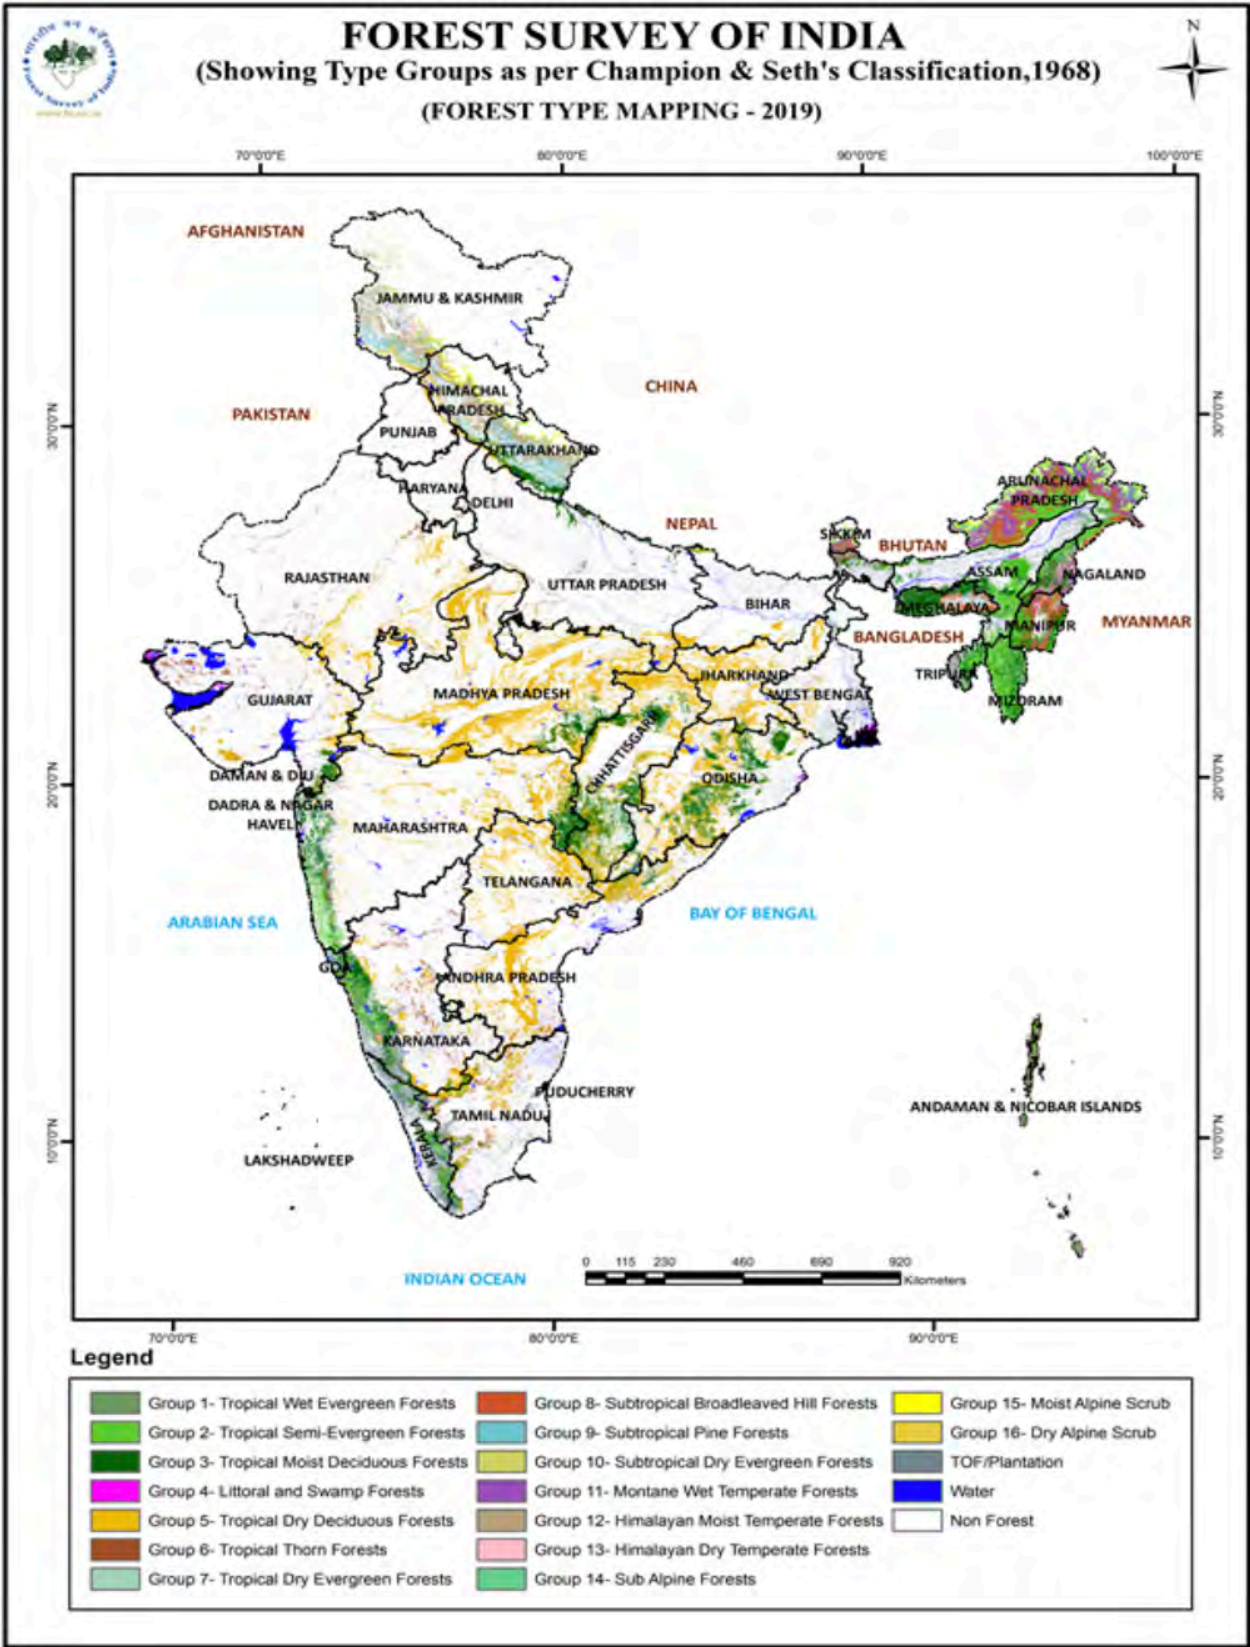 FOREST SURVEY OF INDIA
(Showing Type Groups as per Champion & Seth's Classification,1968)
(FOREST TYPE MAPPING - 2019)
N
70°0'0"E 80°0'0"E 90°0'0"E 100°0'0"E
AFGHANISTAN
JAMMU & KASHMIR
CHINA
HIMACHAL
PRADESH
PAKISTAN
30°0'0"N
30°0'0"N
PUNJAB
UTTARAKHAND
HARYANA
DELHI
ARUNACHAL
PRADESH
NEPAL
SIKKIM
BHUTAN
RAJASTHAN
UTTAR PRADESH
ASSAM
NAGALAND
BIHAR
MEGHALAYA
BANGLADESH
MANIPUR
MYANMAR
GUJARAT
MADHYA PRADESH
JHARKHAND
WEST BENGAL
TRIPURA
MIZORAM
CHHATTISGARH
DAMAN & DIU
ODISHA
20°0'0"N
20°0'0"N
DADRA & NAGAR
HAVELI
MAHARASHTRA
TELANGANA
ARABIAN SEA
BAY OF BENGAL
GOA
ANDHRA PRADESH
KARNATAKA
PUDUCHERRY
TAMIL NADU
ANDAMAN & NICOBAR ISLANDS
KERALA
LAKSHADWEEP
10°0'0"N
10°0'0"N
INDIAN OCEAN
0 115 230 460 690 920
Kilometers
70°0'0"E 80°0'0"E 90°0'0"E
Legend
Group 1- Tropical Wet Evergreen Forests
Group 2- Tropical Semi-Evergreen Forests
Group 3- Tropical Moist Deciduous Forests
Group 4- Littoral and Swamp Forests
Group 5- Tropical Dry Deciduous Forests
Group 6- Tropical Thorn Forests
Group 7- Tropical Dry Evergreen Forests
Group 8- Subtropical Broadleaved Hill Forests
Group 9- Subtropical Pine Forests
Group 10- Subtropical Dry Evergreen Forests
Group 11- Montane Wet Temperate Forests
Group 12- Himalayan Moist Temperate Forests
Group 13- Himalayan Dry Temperate Forests
Group 14- Sub Alpine Forests
Group 15- Moist Alpine Scrub
Group 16- Dry Alpine Scrub
TOF/Plantation
Water
Non Forest